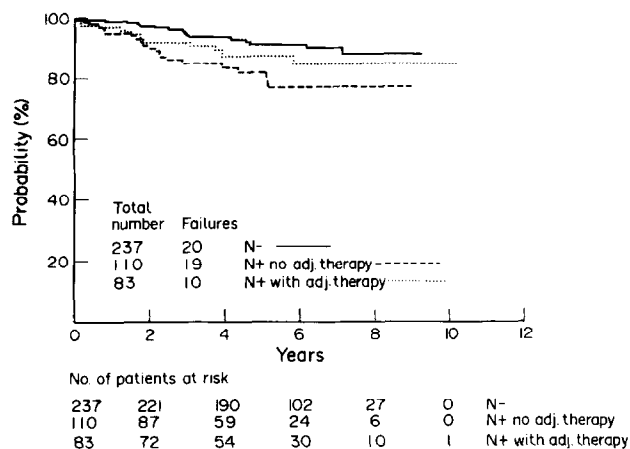 100
80
60
40
20
Probability (%)
Total
number Failures
237 20 N-
110 19 N+ no adj. therapy
83 10 N+ with adj. therapy
0 2 4 6 8 10 12
Years
No. of patients at risk
237 221 190 102 27 0 N-
110 87 59 24 6 0 N+ no adj. therapy
83 72 54 30 10 1 N+ with adj. therapy